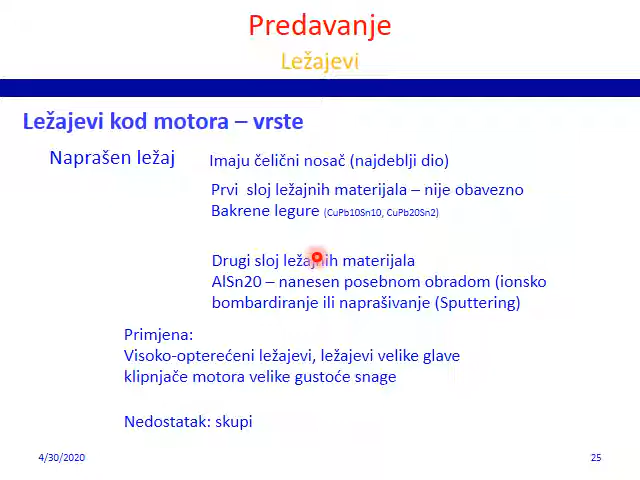 Predavanje
Ležajevi
Ležajevi kod motora – vrste
Naprašen ležaj
Imaju čelični nosač (najdeblji dio)
Prvi sloj ležajnih materijala – nije obavezno
Bakrene legure (CuPb10Sn10, CuPb20Sn2)
Drugi sloj ležajnih materijala
AlSn20 – nanesen posebnom obradom (ionsko
bombardiranje ili naprašivanje (Sputtering)
Primjena:
Visoko-opterećeni ležajevi, ležajevi velike glave
klipnjače motora velike gustoće snage
Nedostatak: skupi
4/30/2020
25